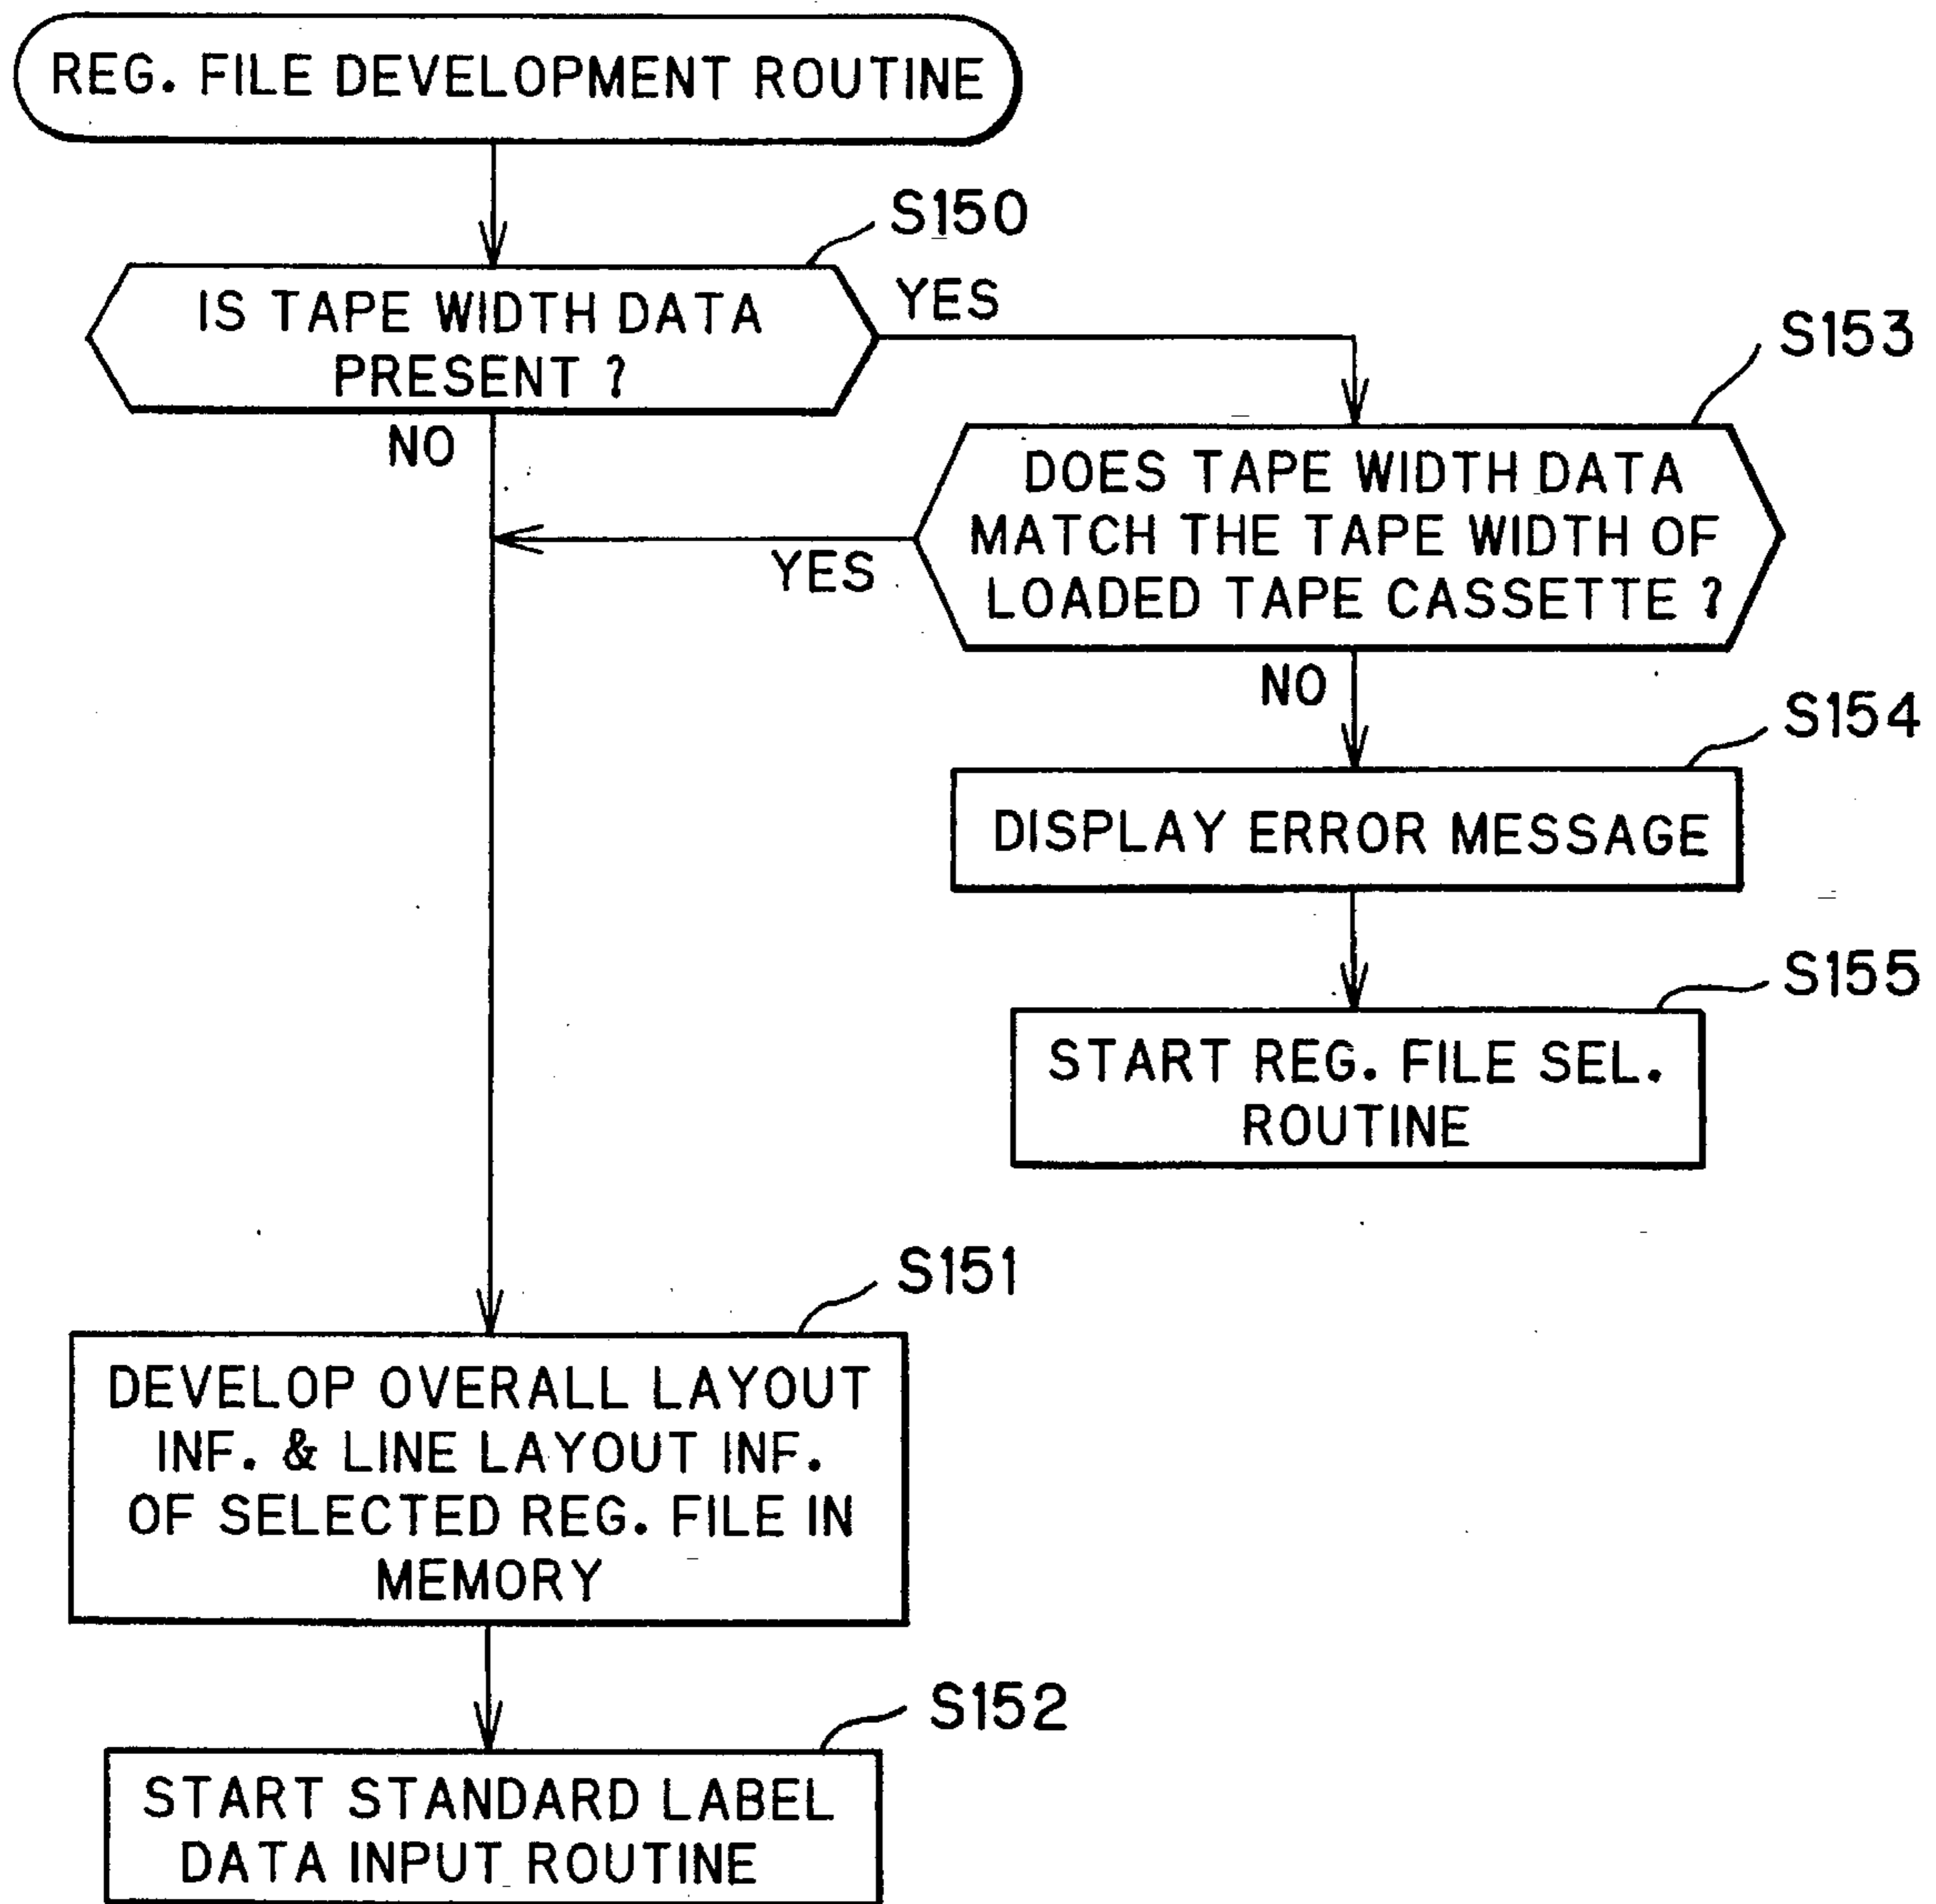 REG. FILE DEVELOPMENT ROUTINE
S150
IS TAPE WIDTH DATA
PRESENT ?
YES
NO
S153
DOES TAPE WIDTH DATA
MATCH THE TAPE WIDTH OF
LOADED TAPE CASSETTE ?
YES
NO
S154
DISPLAY ERROR MESSAGE
S155
START REG. FILE SEL.
ROUTINE
S151
DEVELOP OVERALL LAYOUT
INF. & LINE LAYOUT INF.
OF SELECTED REG. FILE IN
MEMORY
S152
START STANDARD LABEL
DATA INPUT ROUTINE